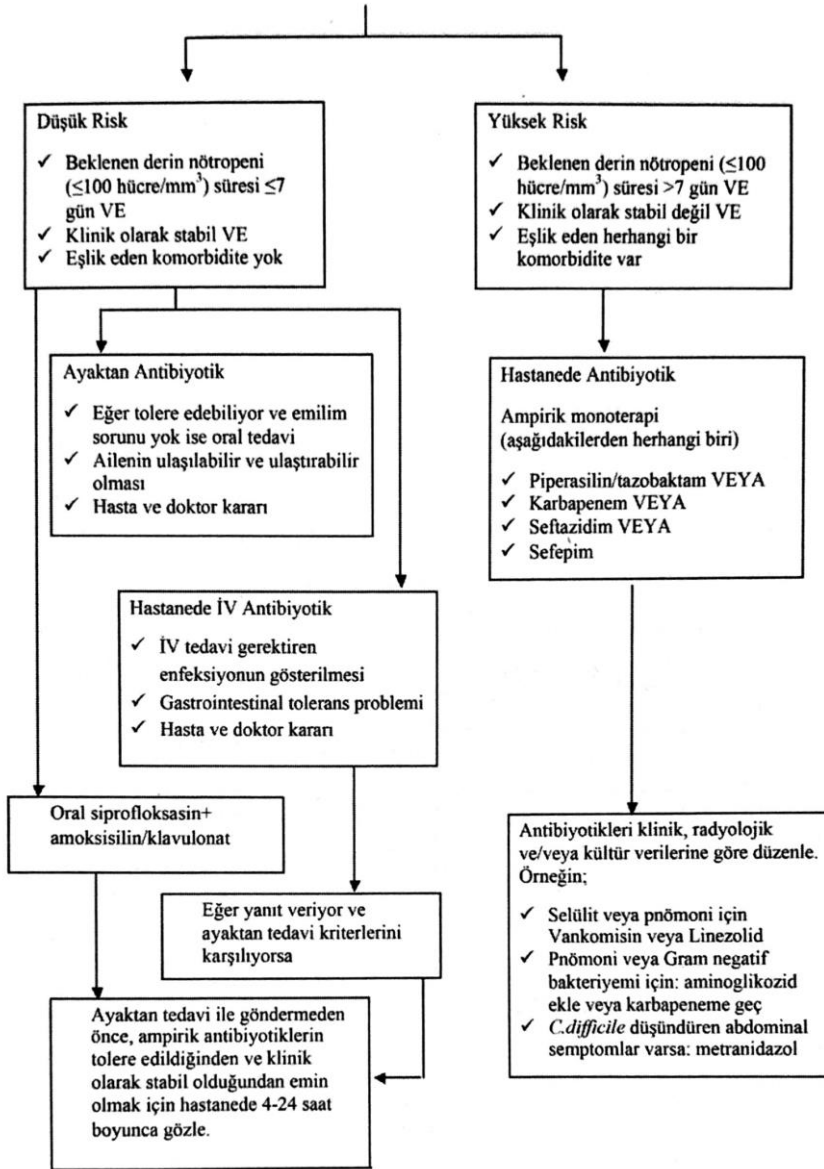 Düşük Risk
✓ Beklenen derin nötropeni
(≤100 hücre/mm³) süresi ≤7
gün VE
✓ Klinik olarak stabil VE
✓ Eşlik eden komorbidite yok
Yüksek Risk
✓ Beklenen derin nötropeni (≤100
hücre/mm³) süresi >7 gün VE
✓ Klinik olarak stabil değil VE
✓ Eşlik eden herhangi bir
komorbidite var
Ayaktan Antibiyotik
✓ Eğer tolere edebiliyor ve emilim
sorunu yok ise oral tedavi
✓ Ailenin ulaşılabilir ve ulaştırabilir
olması
✓ Hasta ve doktor kararı
Hastanede Antibiyotik
Ampirik monoterapi
(aşağıdakilerden herhangi biri)
✓ Piperasilin/tazobaktam VEYA
✓ Karbapenem VEYA
✓ Seftazidim VEYA
✓ Sefepim
Hastanede İV Antibiyotik
✓ İV tedavi gerektiren
enfeksiyonun gösterilmesi
✓ Gastrointestinal tolerans problemi
✓ Hasta ve doktor kararı
Oral siprofloksasin+
amoksisilin/klavulonat
Antibiyotikleri klinik, radyolojik
ve/veya kültür verilerine göre düzenle.
Örneğin;
✓ Selülit veya pnömoni için
Vankomisin veya Linezolid
✓ Pnömoni veya Gram negatif
bakteriyemi için: aminoglikozid
ekle veya karbapeneme geç
✓ C.difficile düşündüren abdominal
semptomlar varsa: metranidazol
Eğer yanıt veriyor ve
ayaktan tedavi kriterlerini
karşılıyorsa
Ayaktan tedavi ile göndermeden
önce, ampirik antibiyotiklerin
tolere edildiğinden ve klinik
olarak stabil olduğundan emin
olmak için hastanede 4-24 saat
boyunca gözle.